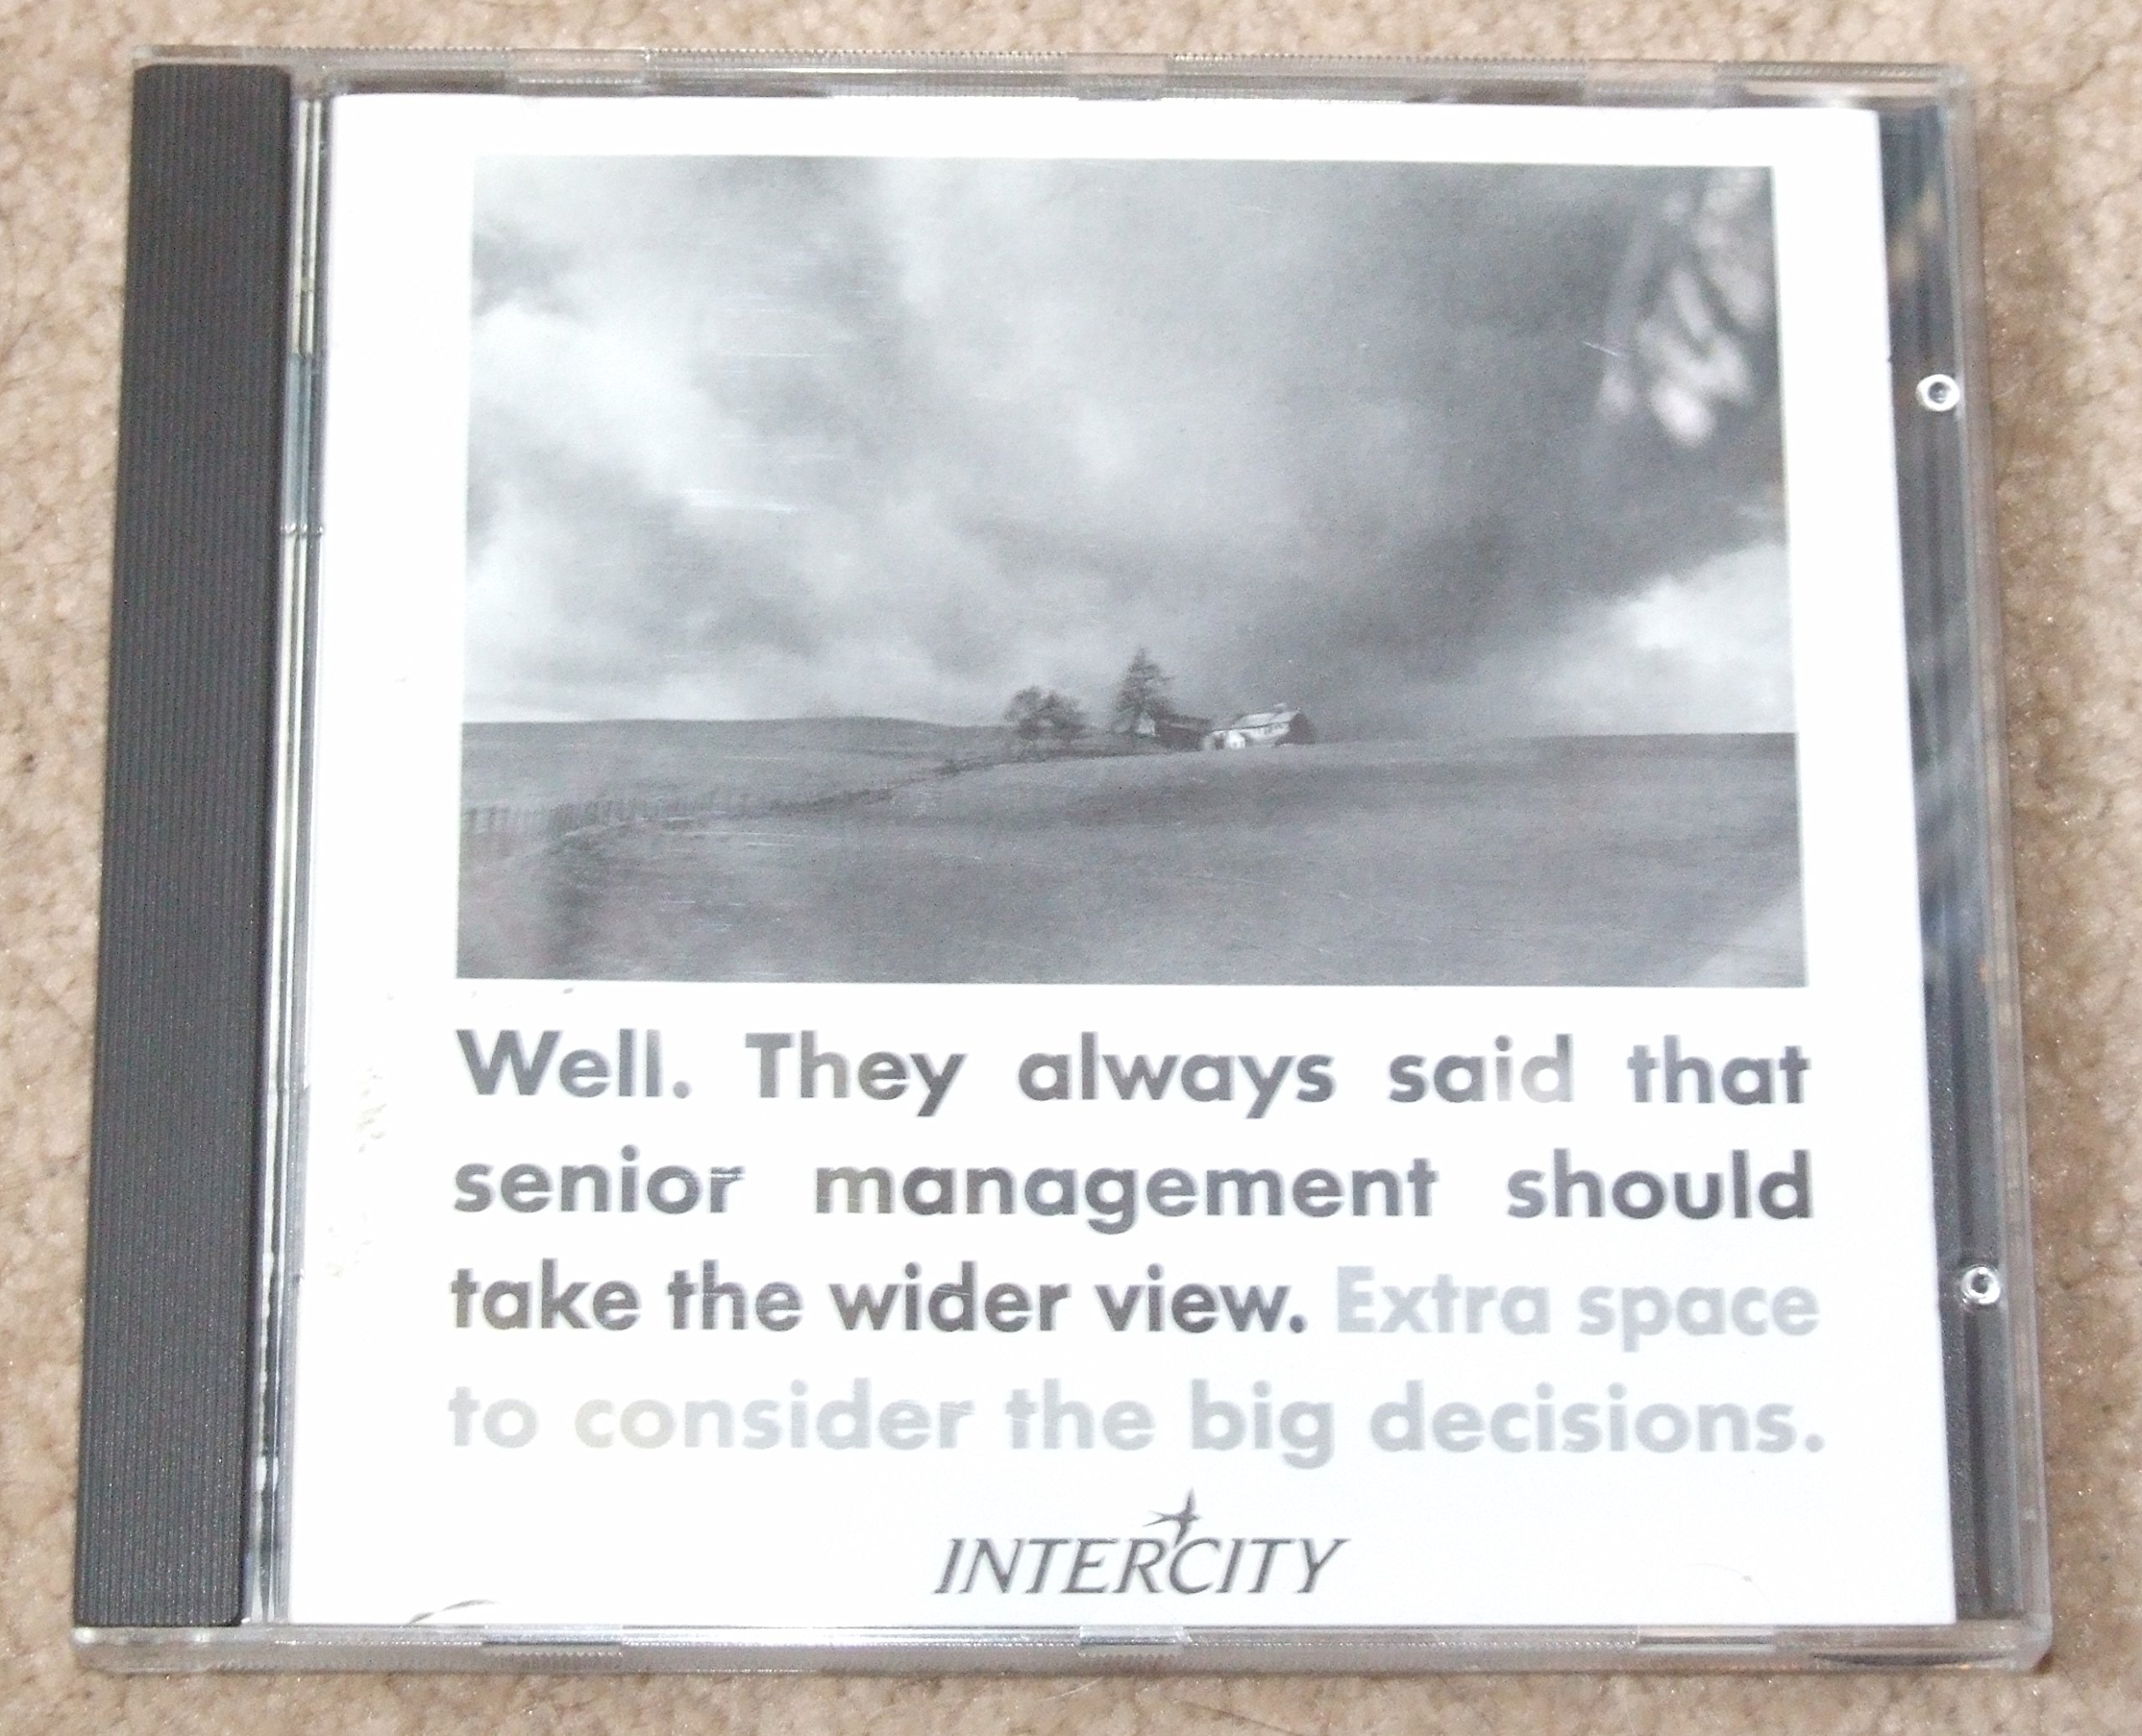 Well. They always said that
senior management should
take the wider view. Extra space
to consider the big decisions.
INTERCITY